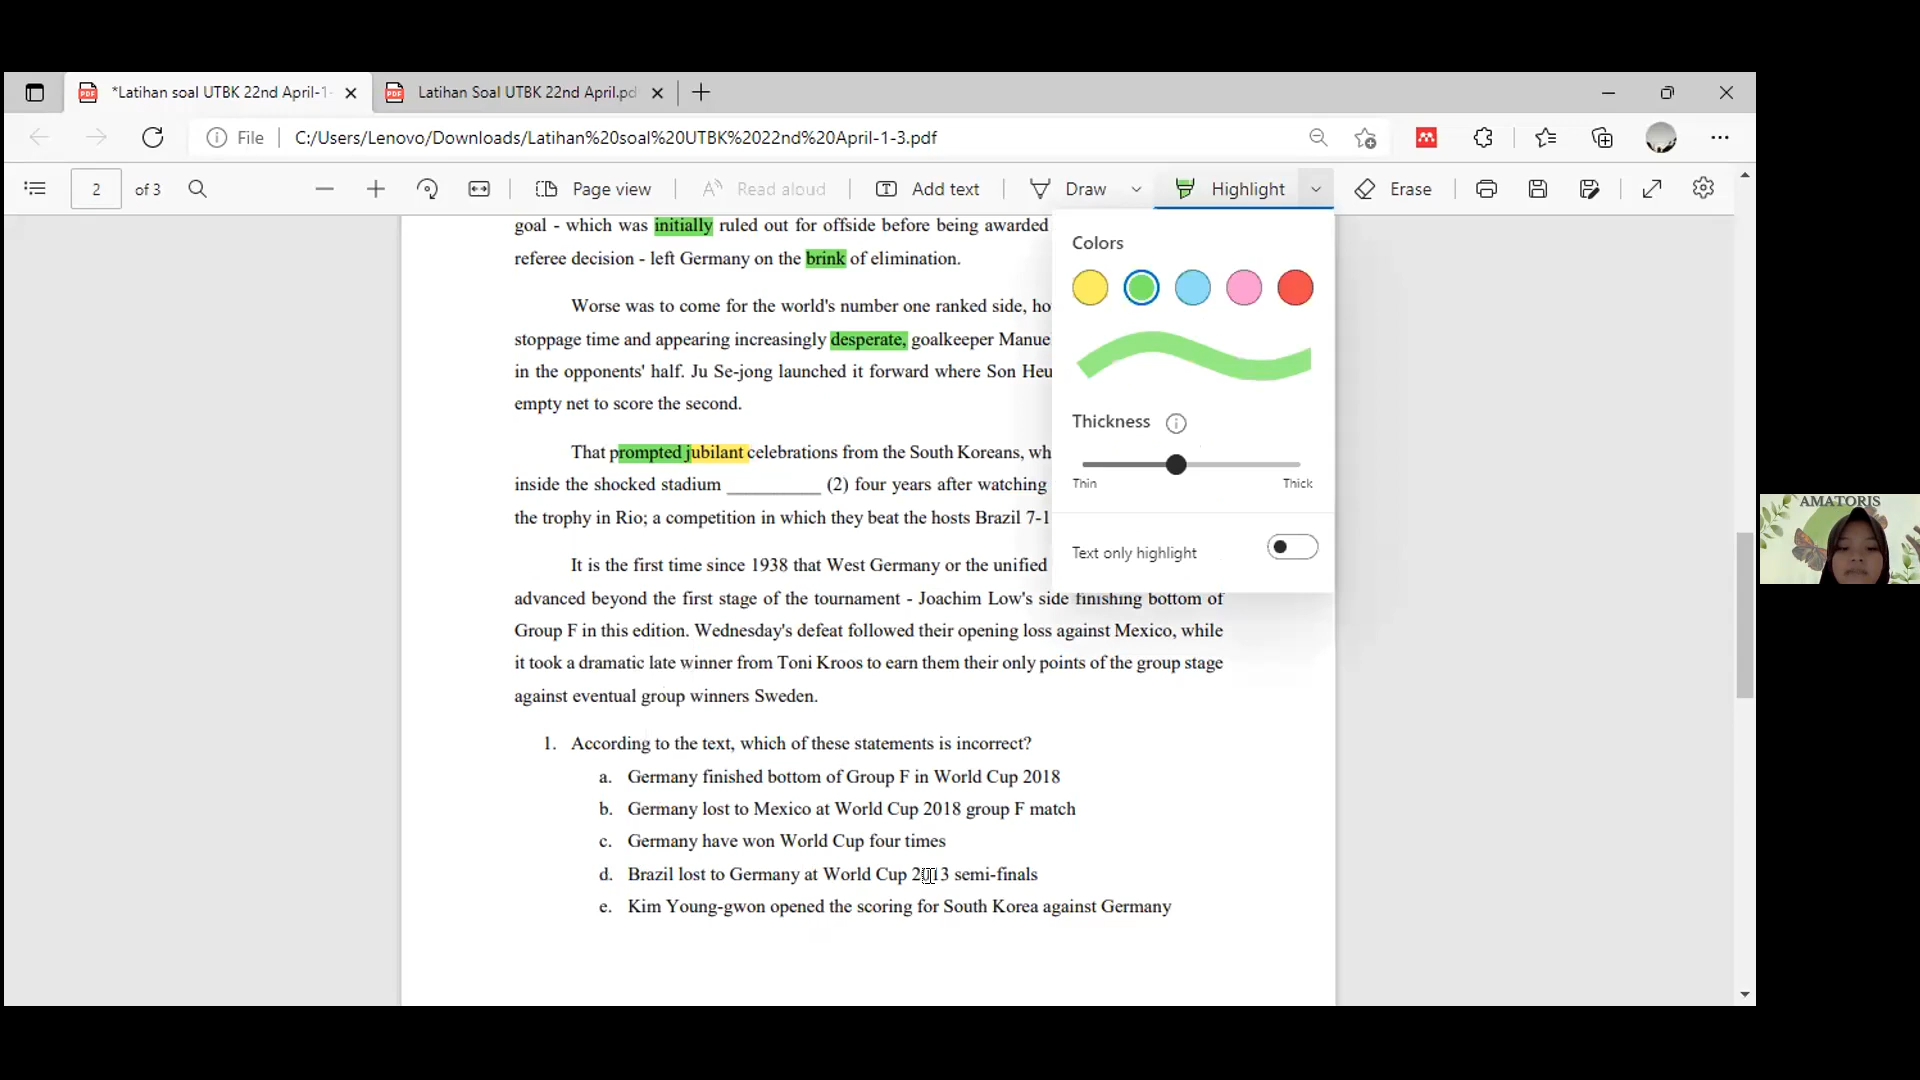 *Latihan soal UTBK 22nd April-1-
Latihan Soal UTBK 22nd April.pd
File
C:/Users/Lenovo/Downloads/Latihan%20soal%20UTBK%2022nd%20April-1-3.pdf
2 of 3
Page view
Read aloud
Add text
Draw
Highlight
Erase
goal - which was initially ruled out for offside before being awarded
referee decision - left Germany on the brink of elimination.
Worse was to come for the world's number one ranked side, ho
stoppage time and appearing increasingly desperate, goalkeeper Manue
in the opponents' half. Ju Se-jong launched it forward where Son Heu
empty net to score the second.
That prompted jubilant celebrations from the South Koreans, wh
inside the shocked stadium __________ (2) four years after watching
the trophy in Rio; a competition in which they beat the hosts Brazil 7-1
It is the first time since 1938 that West Germany or the unified
advanced beyond the first stage of the tournament - Joachim Low's side finishing bottom of
Group F in this edition. Wednesday's defeat followed their opening loss against Mexico, while
it took a dramatic late winner from Toni Kroos to earn them their only points of the group stage
against eventual group winners Sweden.
1. According to the text, which of these statements is incorrect?
a. Germany finished bottom of Group F in World Cup 2018
b. Germany lost to Mexico at World Cup 2018 group F match
c. Germany have won World Cup four times
d. Brazil lost to Germany at World Cup 2013 semi-finals
e. Kim Young-gwon opened the scoring for South Korea against Germany
Colors
Thickness
Thin
Thick
Text only highlight
AMATORIS